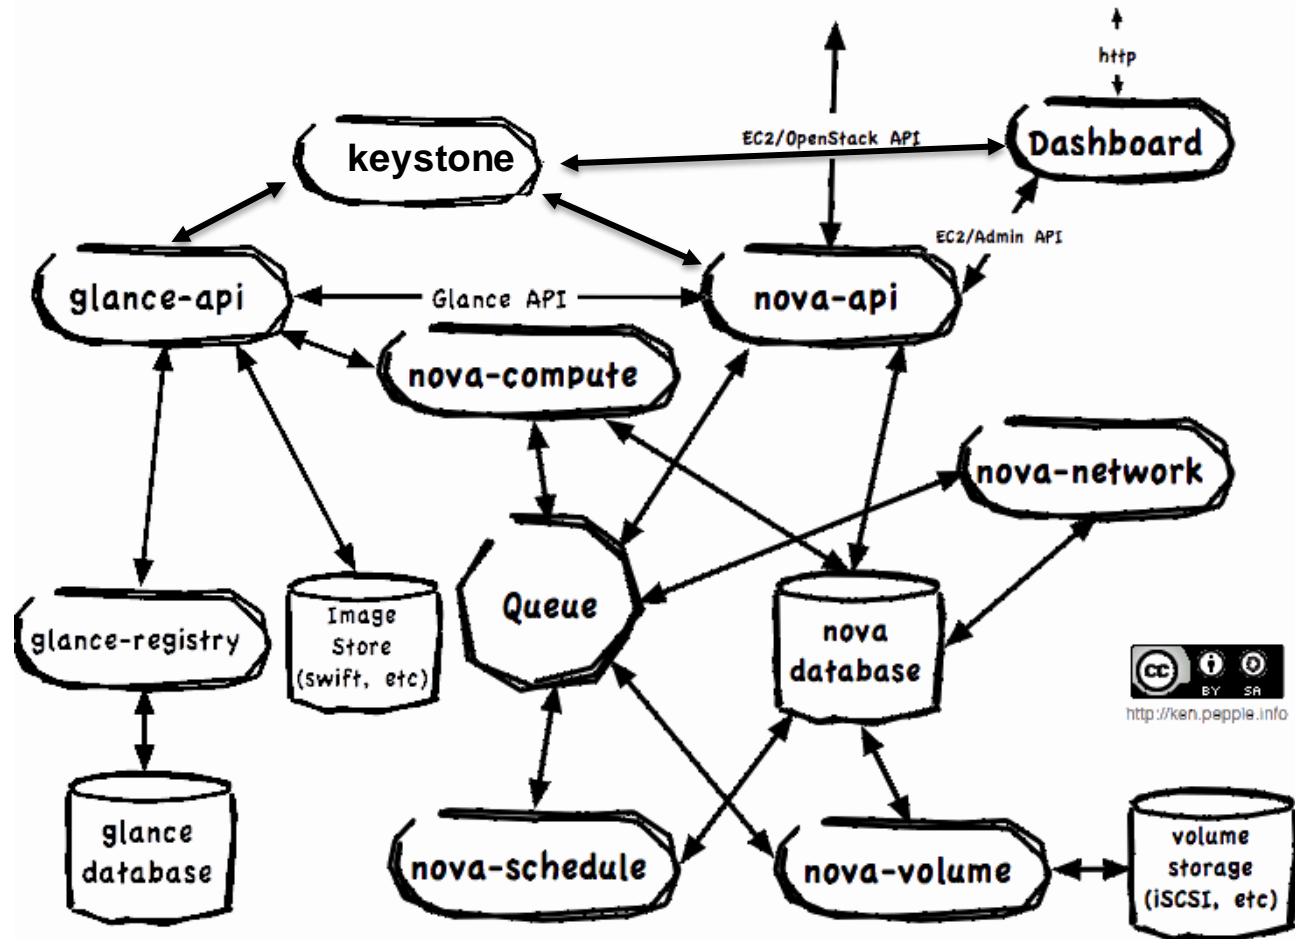 http
EC2/OpenStack API
Dashboard
keystone
EC2/Admin API
glance-api
Glance API
nova-api
nova-compute
nova-network
Queue
Image
Store
(swift, etc)
glance-registry
nova
database
cc
BY SA
http://ken.pepple.info
glance
database
nova-schedule
nova-volume
volume
storage
(iSCSI, etc)